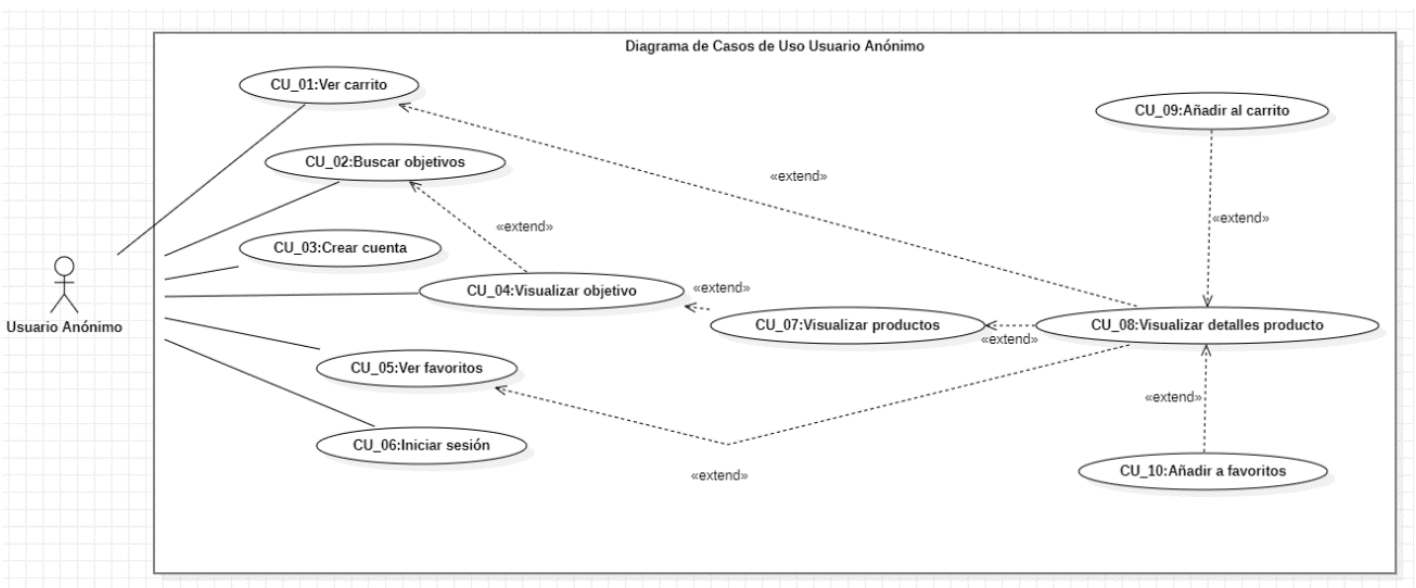 Diagrama de Casos de Uso Usuario Anónimo
CU_01:Ver carrito
CU_09:Añadir al carrito
CU_02:Buscar objetivos
«extend»
«extend»
«extend»
CU_03:Crear cuenta
CU_04:Visualizar objetivo
«extend»
Usuario Anónimo
CU_07:Visualizar productos
CU_08:Visualizar detalles producto
«extend»
CU_05:Ver favoritos
«extend»
CU_06:Iniciar sesión
«extend»
CU_10:Añadir a favoritos